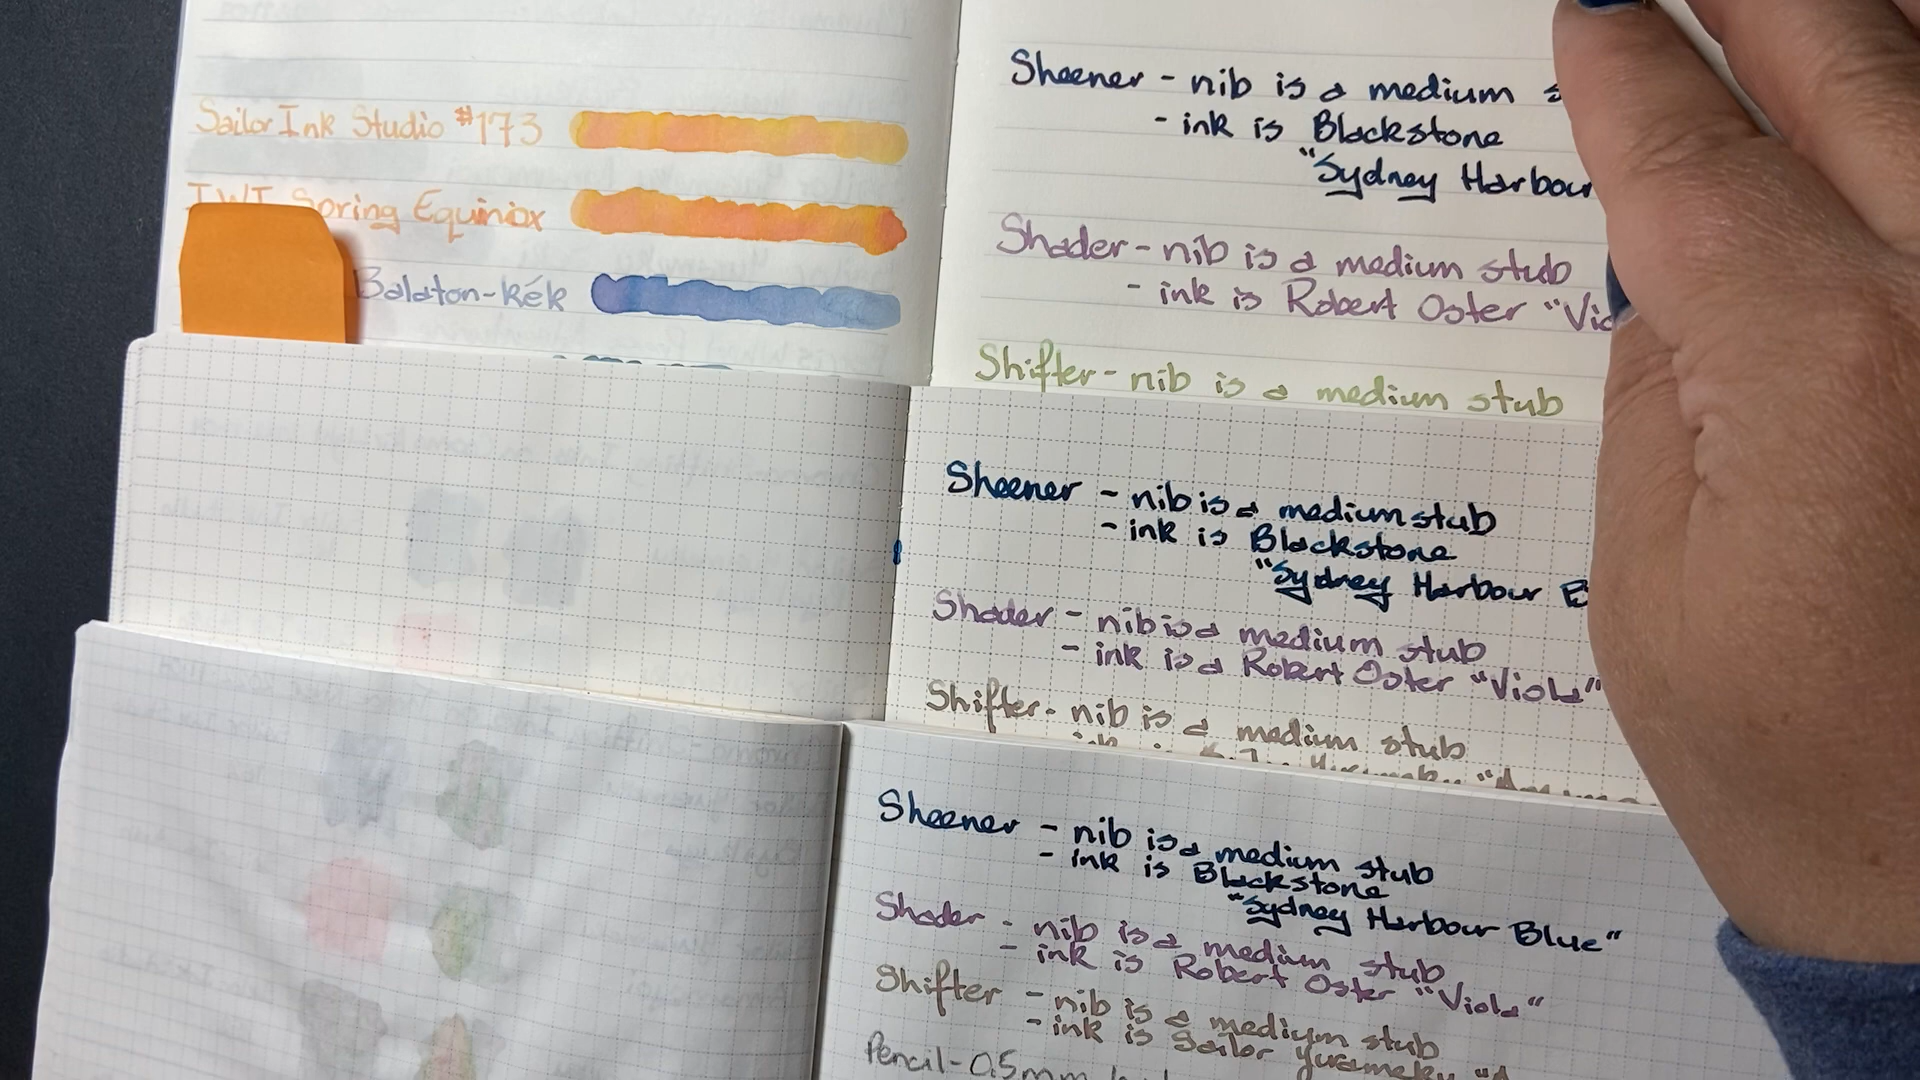 Sailor Ink Studio #173
Spring Equinox
Balaton-kék
Sheener - nib is a medium
- ink is Blackstone
"Sydney Harbour
Shader - nib is a medium stub
- ink is Robert Oster
Shifter - nib is a medium stub
Sheener - nib is a medium stub
- ink is Blackstone
"Sydney Harbour
Shader - nib is a medium stub
- ink is a Robert Oster "Viola"
Shifter - nib is a medium stub
Sheener - nib is a medium stub
- ink is Blackstone
"Sydney Harbour Blue"
Shader - nib is a medium stub
- ink is Robert Oster "Viola"
Shifter - nib is a medium stub
- ink is Sailor Yurameku
Pencil - 0.5mm